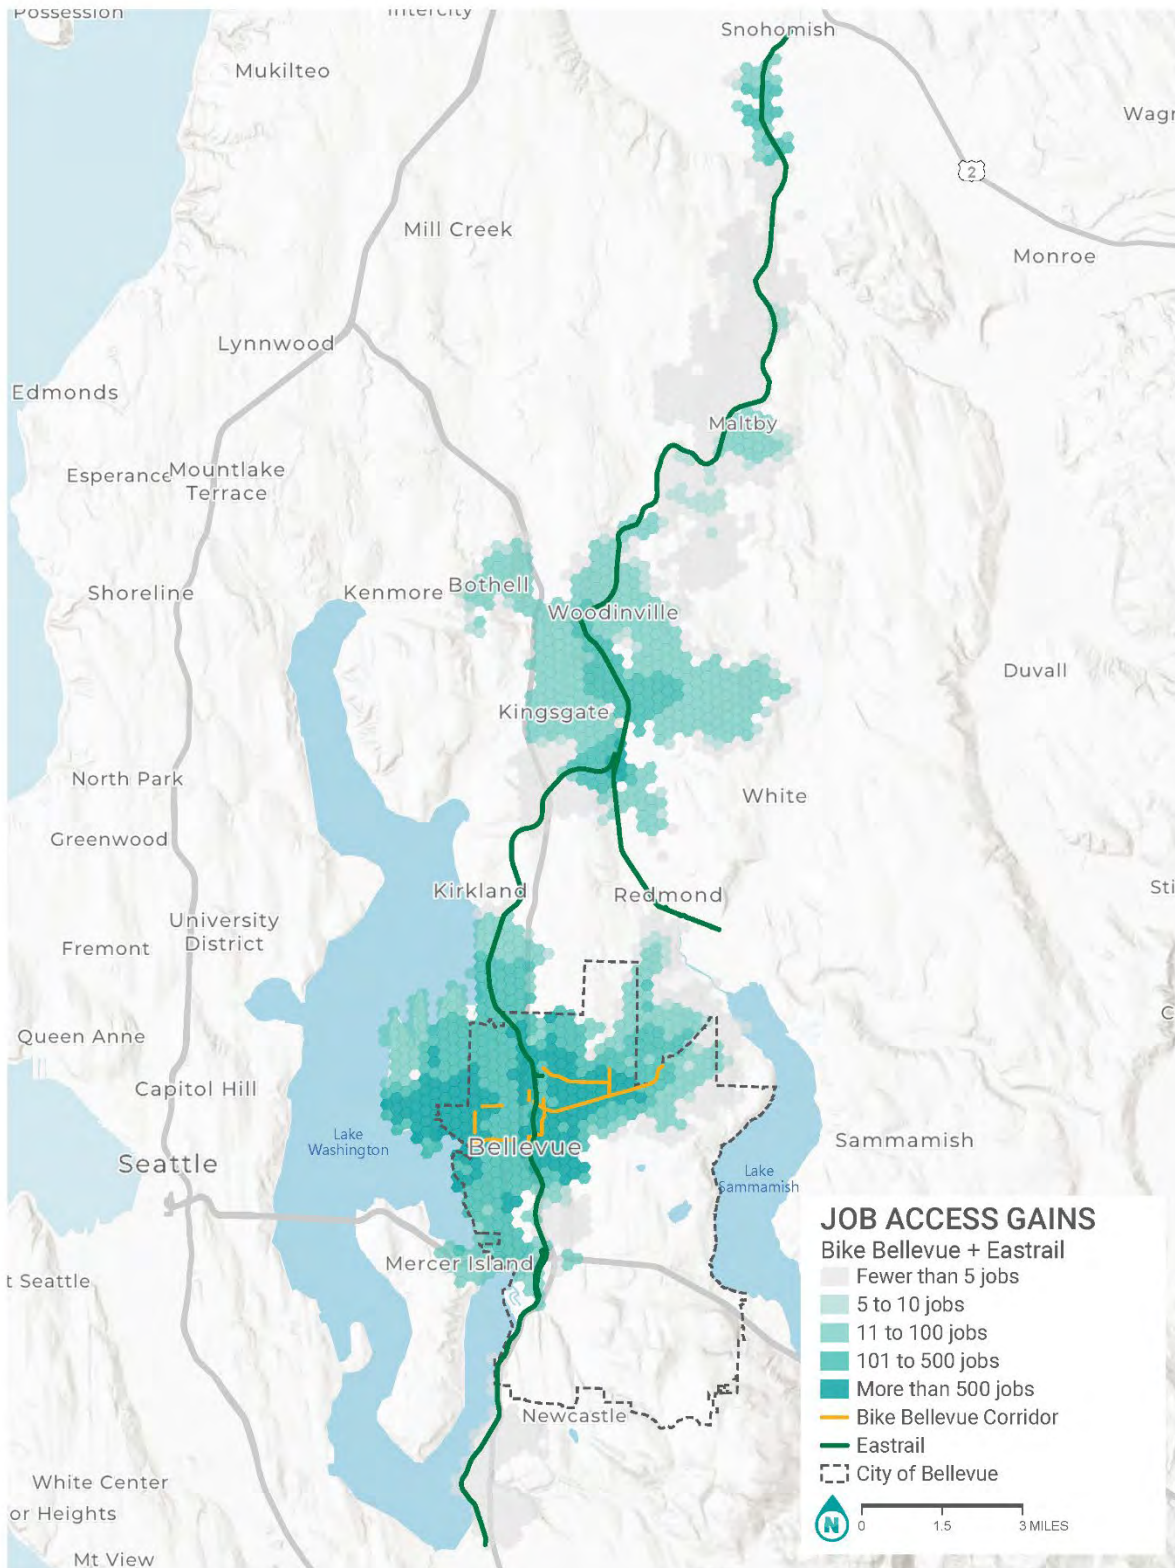 Possession
Intercity
Snohomish
Mukilteo
2
Mill Creek
Monroe
Lynnwood
Edmonds
Maltby
Esperance
Mountlake
Terrace
Bothell
Shoreline
Kenmore
Woodinville
Duvall
Kingsgate
North Park
White
Greenwood
Kirkland
Redmond
University
District
Fremont
Queen Anne
Capitol Hill
Lake
Washington
Bellevue
Sammamish
Seattle
Lake
Sammamish
Mercer Island
t Seattle
Newcastle
White Center
or Heights
Mt View
JOB ACCESS GAINS
Bike Bellevue + Eastrail
Fewer than 5 jobs
5 to 10 jobs
11 to 100 jobs
101 to 500 jobs
More than 500 jobs
Bike Bellevue Corridor
Eastrail
City of Bellevue
N
0 1.5 3 MILES